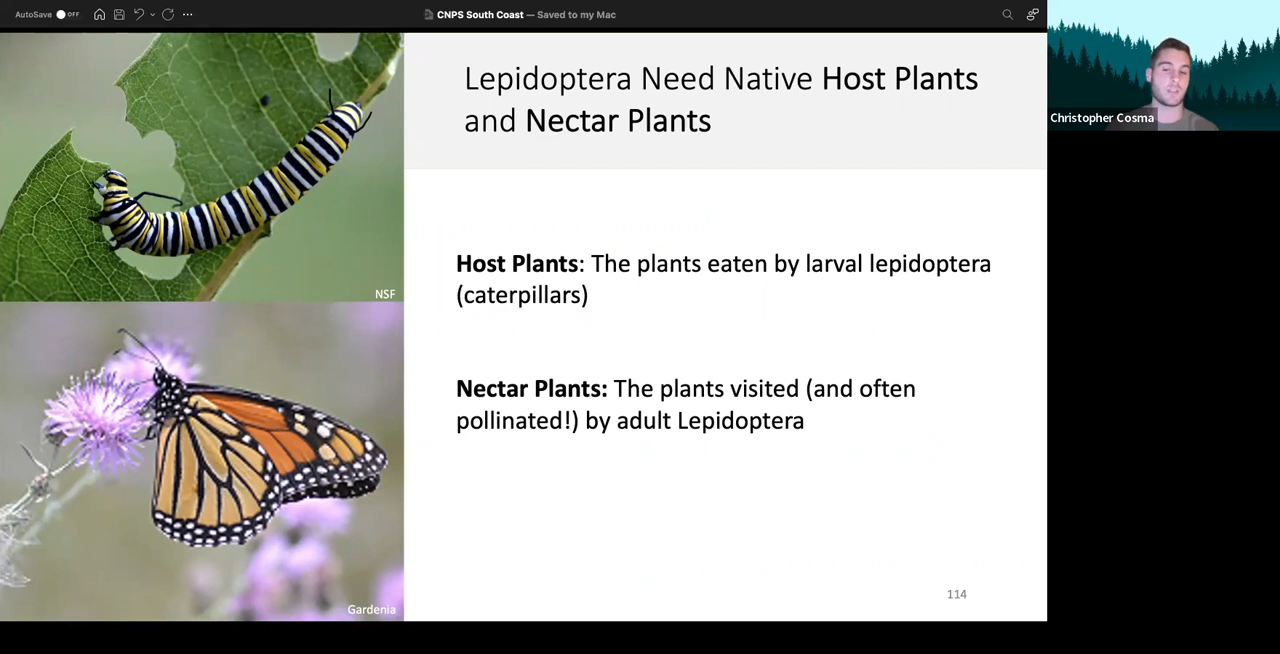 AutoSave OFF
CNPS South Coast — Saved to my Mac
Lepidoptera Need Native Host Plants
and Nectar Plants
Christopher Cosma
Host Plants: The plants eaten by larval lepidoptera
(caterpillars)
NSF
Nectar Plants: The plants visited (and often
pollinated!) by adult Lepidoptera
Gardenia
114